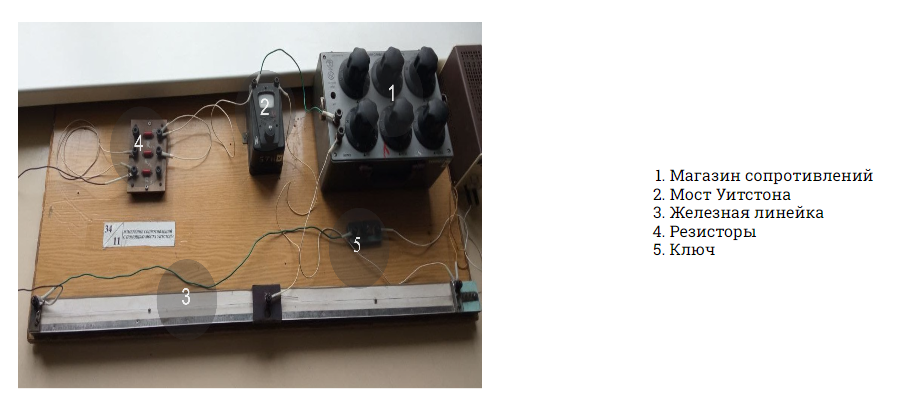 1
2
4
34
11
5
3
1. Магазин сопротивлений
2. Мост Уитстона
3. Железная линейка
4. Резисторы
5. Ключ